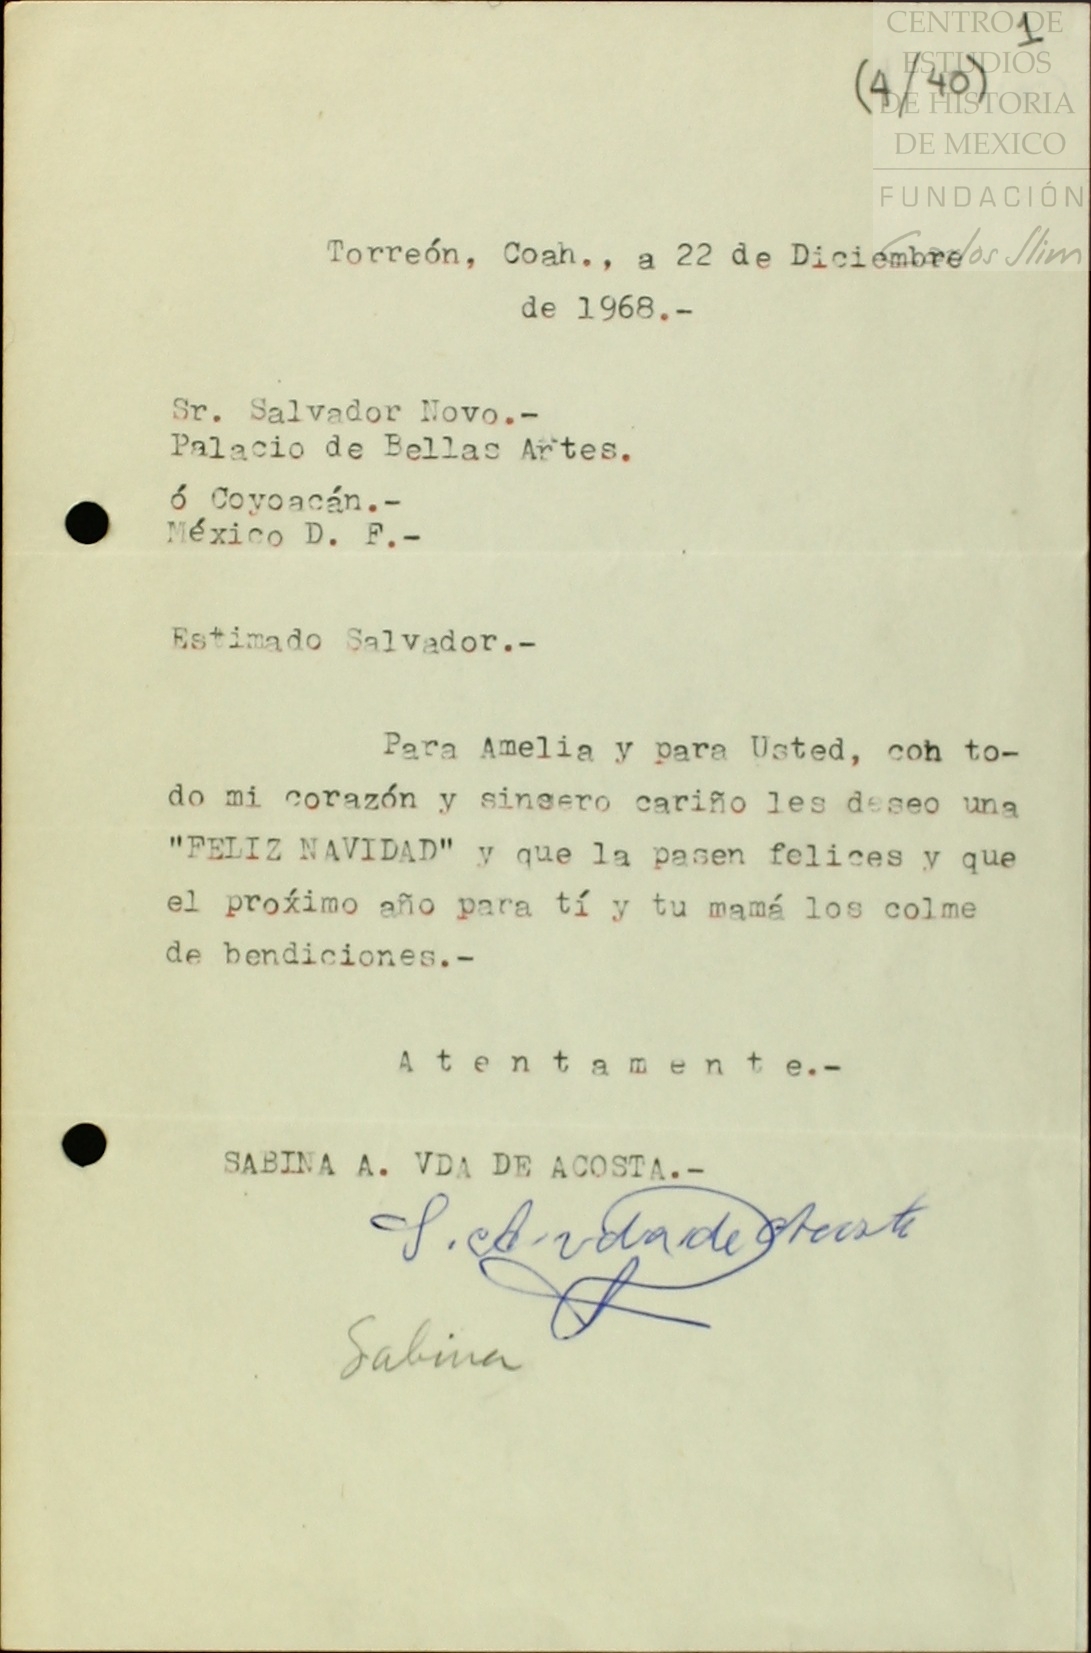 CENTRO DE
ESTUDIOS
DE HISTORIA
DE MEXICO
FUNDACIÓN
Carlos Slim
1
(4/40)
Torreón, Coah., a 22 de Diciembre
de 1968.-
Sr. Salvador Novo.-
Palacio de Bellas Artes.
ó Coyoacán.-
México D. F.-
Estimado Salvador.-
Para Amelia y para Usted, con to-
do mi corazón y sincero cariño les deseo una
"FELIZ NAVIDAD" y que la pasen felices y que
el proximo año para tí y tu mamá los colme
de bendiciones.-
A t e n t a m e n t e.-
SABINA A. VDA DE ACOSTA.-
S. A. vda de Acosta
Sabina